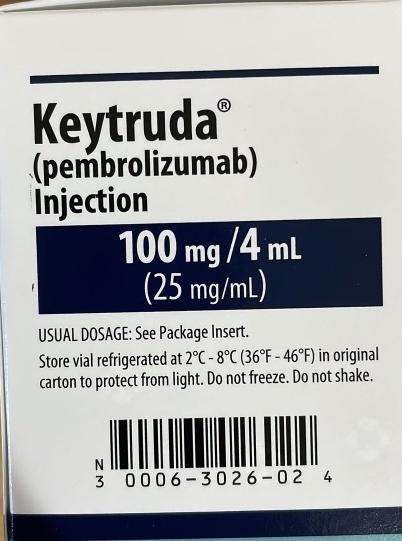 Keytruda®
(pembrolizumab)
Injection
100 mg/4 mL
(25 mg/mL)
USUAL DOSAGE: See Package Insert.
Store vial refrigerated at 2°C - 8°C (36°F - 46°F) in original
carton to protect from light. Do not freeze. Do not shake.
N
3 0006-3026-02 4